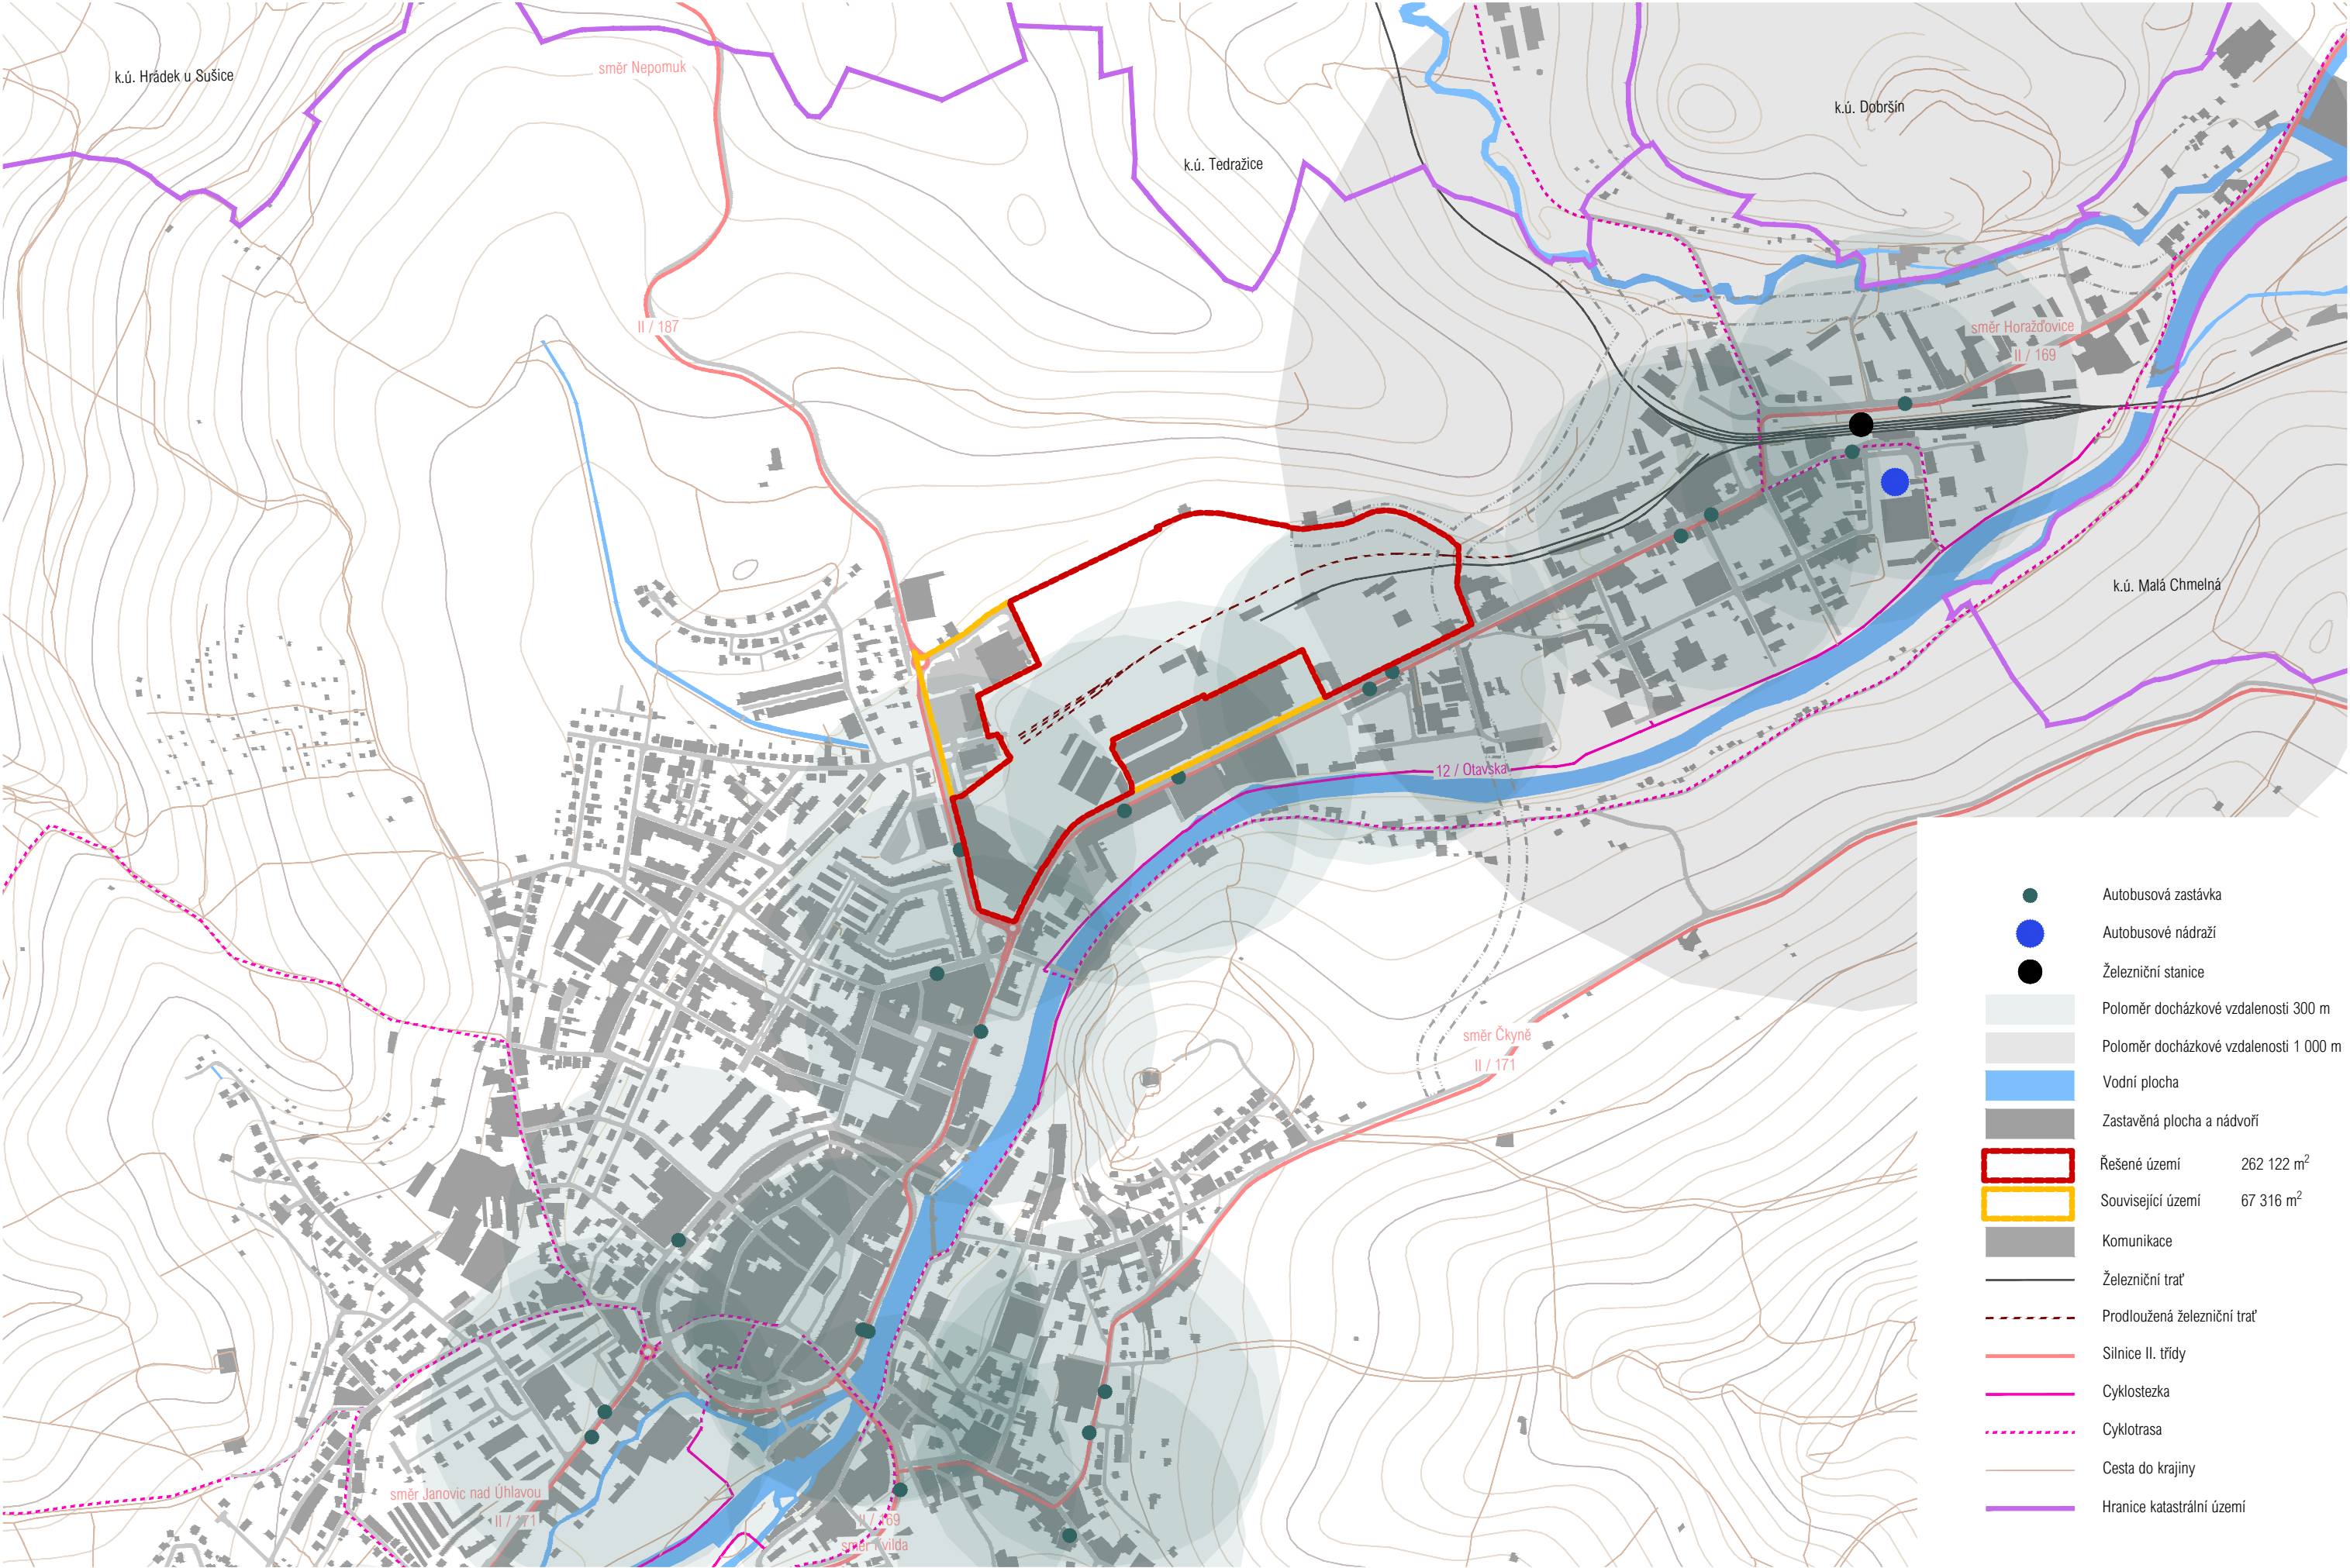 směr Nepomuk
k.ú. Hrádek u Sušice
k.ú. Dobršín
k.ú. Tedražice
II / 187
směr Horažďovice
II / 169
k.ú. Malá Chmelná
12 / Otavská
směr Čkyně
II / 171
směr Janovic nad Úhlavou
II / 171
II / 169
směr Kvilda
Autobusová zastávka
Autobusové nádraží
Železniční stanice
Poloměr docházkové vzdalenosti 300 m
Poloměr docházkové vzdalenosti 1 000 m
Vodní plocha
Zastavěná plocha a nádvoří
Řešené území 262 122 m²
Související území 67 316 m²
Komunikace
Železniční trať
Prodloužená železniční trať
Silnice II. třídy
Cyklostezka
Cyklotrasa
Cesta do krajiny
Hranice katastrální území